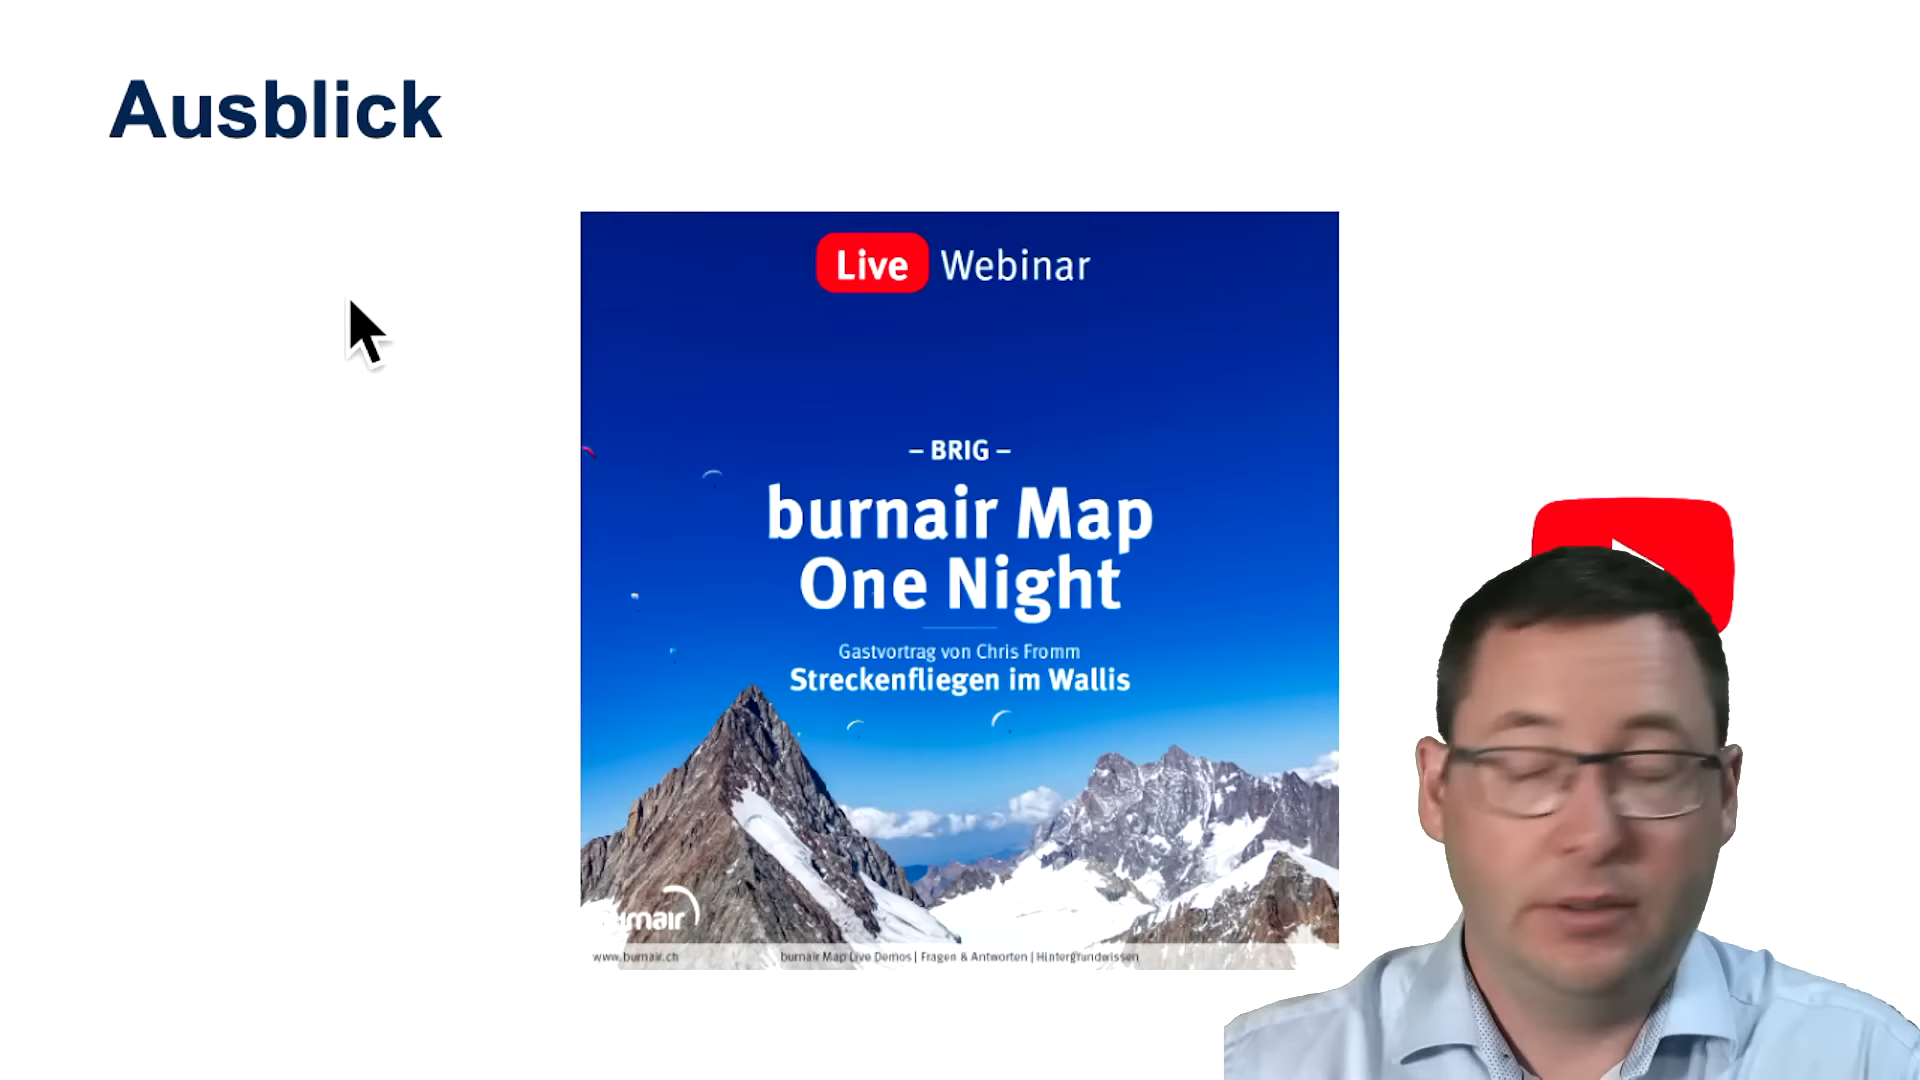 Ausblick
Live Webinar
– BRIG –
burnair Map
One Night
Gastvortrag von Chris Fromm
Streckenfliegen im Wallis
burnair
www.burnair.ch
burnair Map Live Demos | Fragen & Antworten | Hintergrundwissen